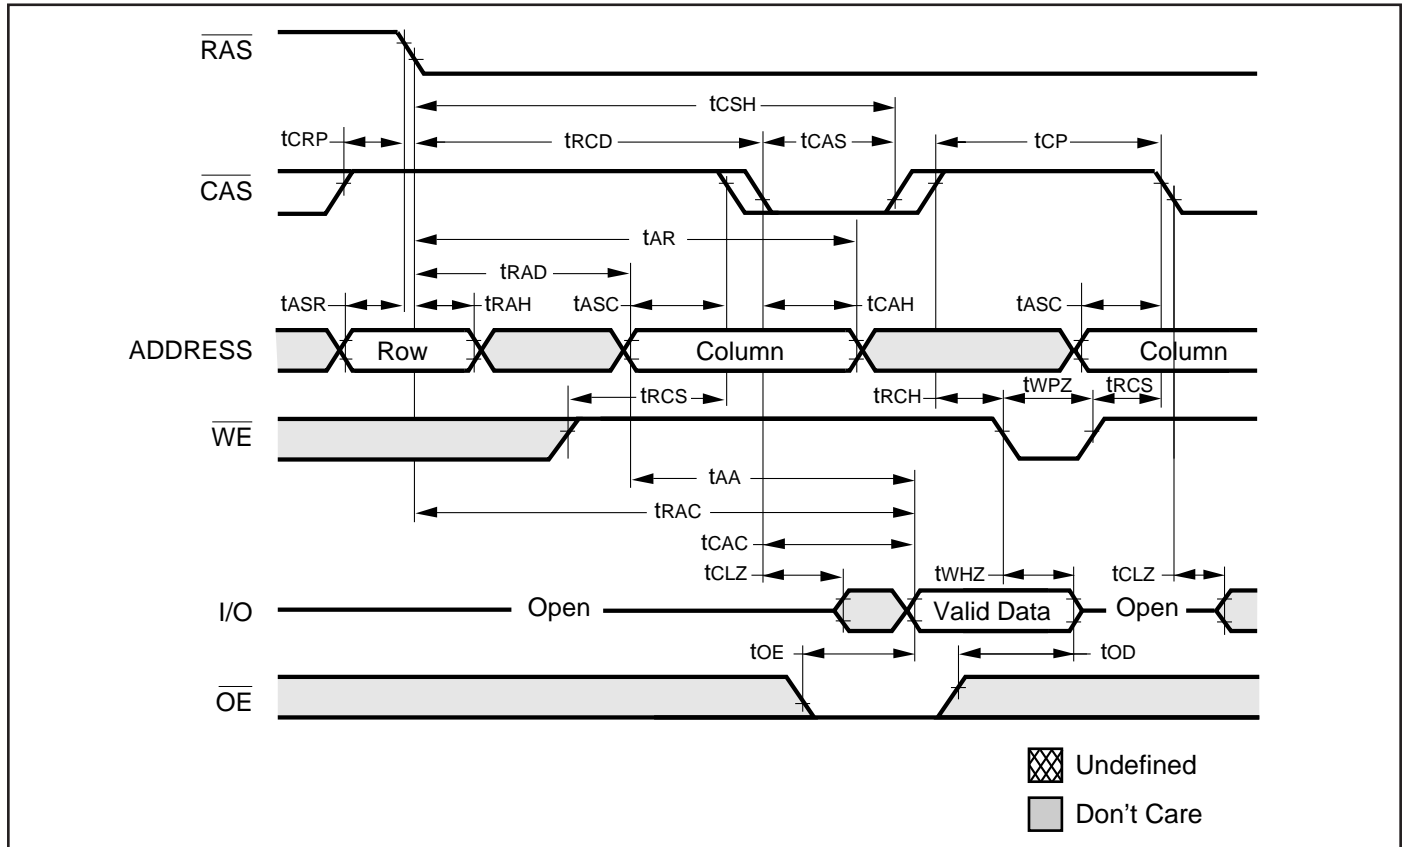 RAS
tCSH
tCRP tRCD tCAS tCP
CAS
tAR
tRAD
tASR tRAH tASC tCAH tASC
ADDRESS Row Column Column
tRCS tRCH tWPZ tRCS
WE
tAA
tRAC
tCAC
tCLZ tWHZ tCLZ
I/O Open Valid Data Open
tOE tOD
OE
Undefined
Don't Care